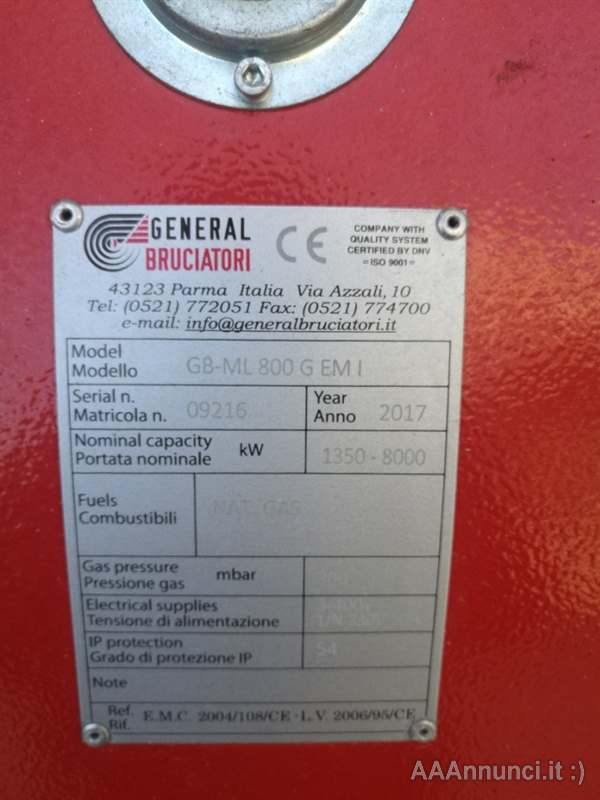 GENERAL
BRUCIATORI
CE
COMPANY WITH
QUALITY SYSTEM
CERTIFIED BY DNV
=ISO 9001=
43123 Parma Italia Via Azzali, 10
Tel: (0521) 772051 Fax: (0521) 774700
e-mail: info@generalbruciatori.it
Model
Modello
GB-ML 800 G EM I
Serial n.
Matricola n. 09216
Year
Anno 2017
Nominal capacity
Portata nominale
kW
1350 - 8000
Fuels
Combustibili
NAT. GAS
Gas pressure
Pressione gas
mbar
Electrical supplies
Tensione di alimentazione
IP protection
Grado di protezione IP
54
Note
Ref.
Rif.
E.M.C. 2004/108/CE - L.V. 2006/95/CE
AAAnnunci.it :)